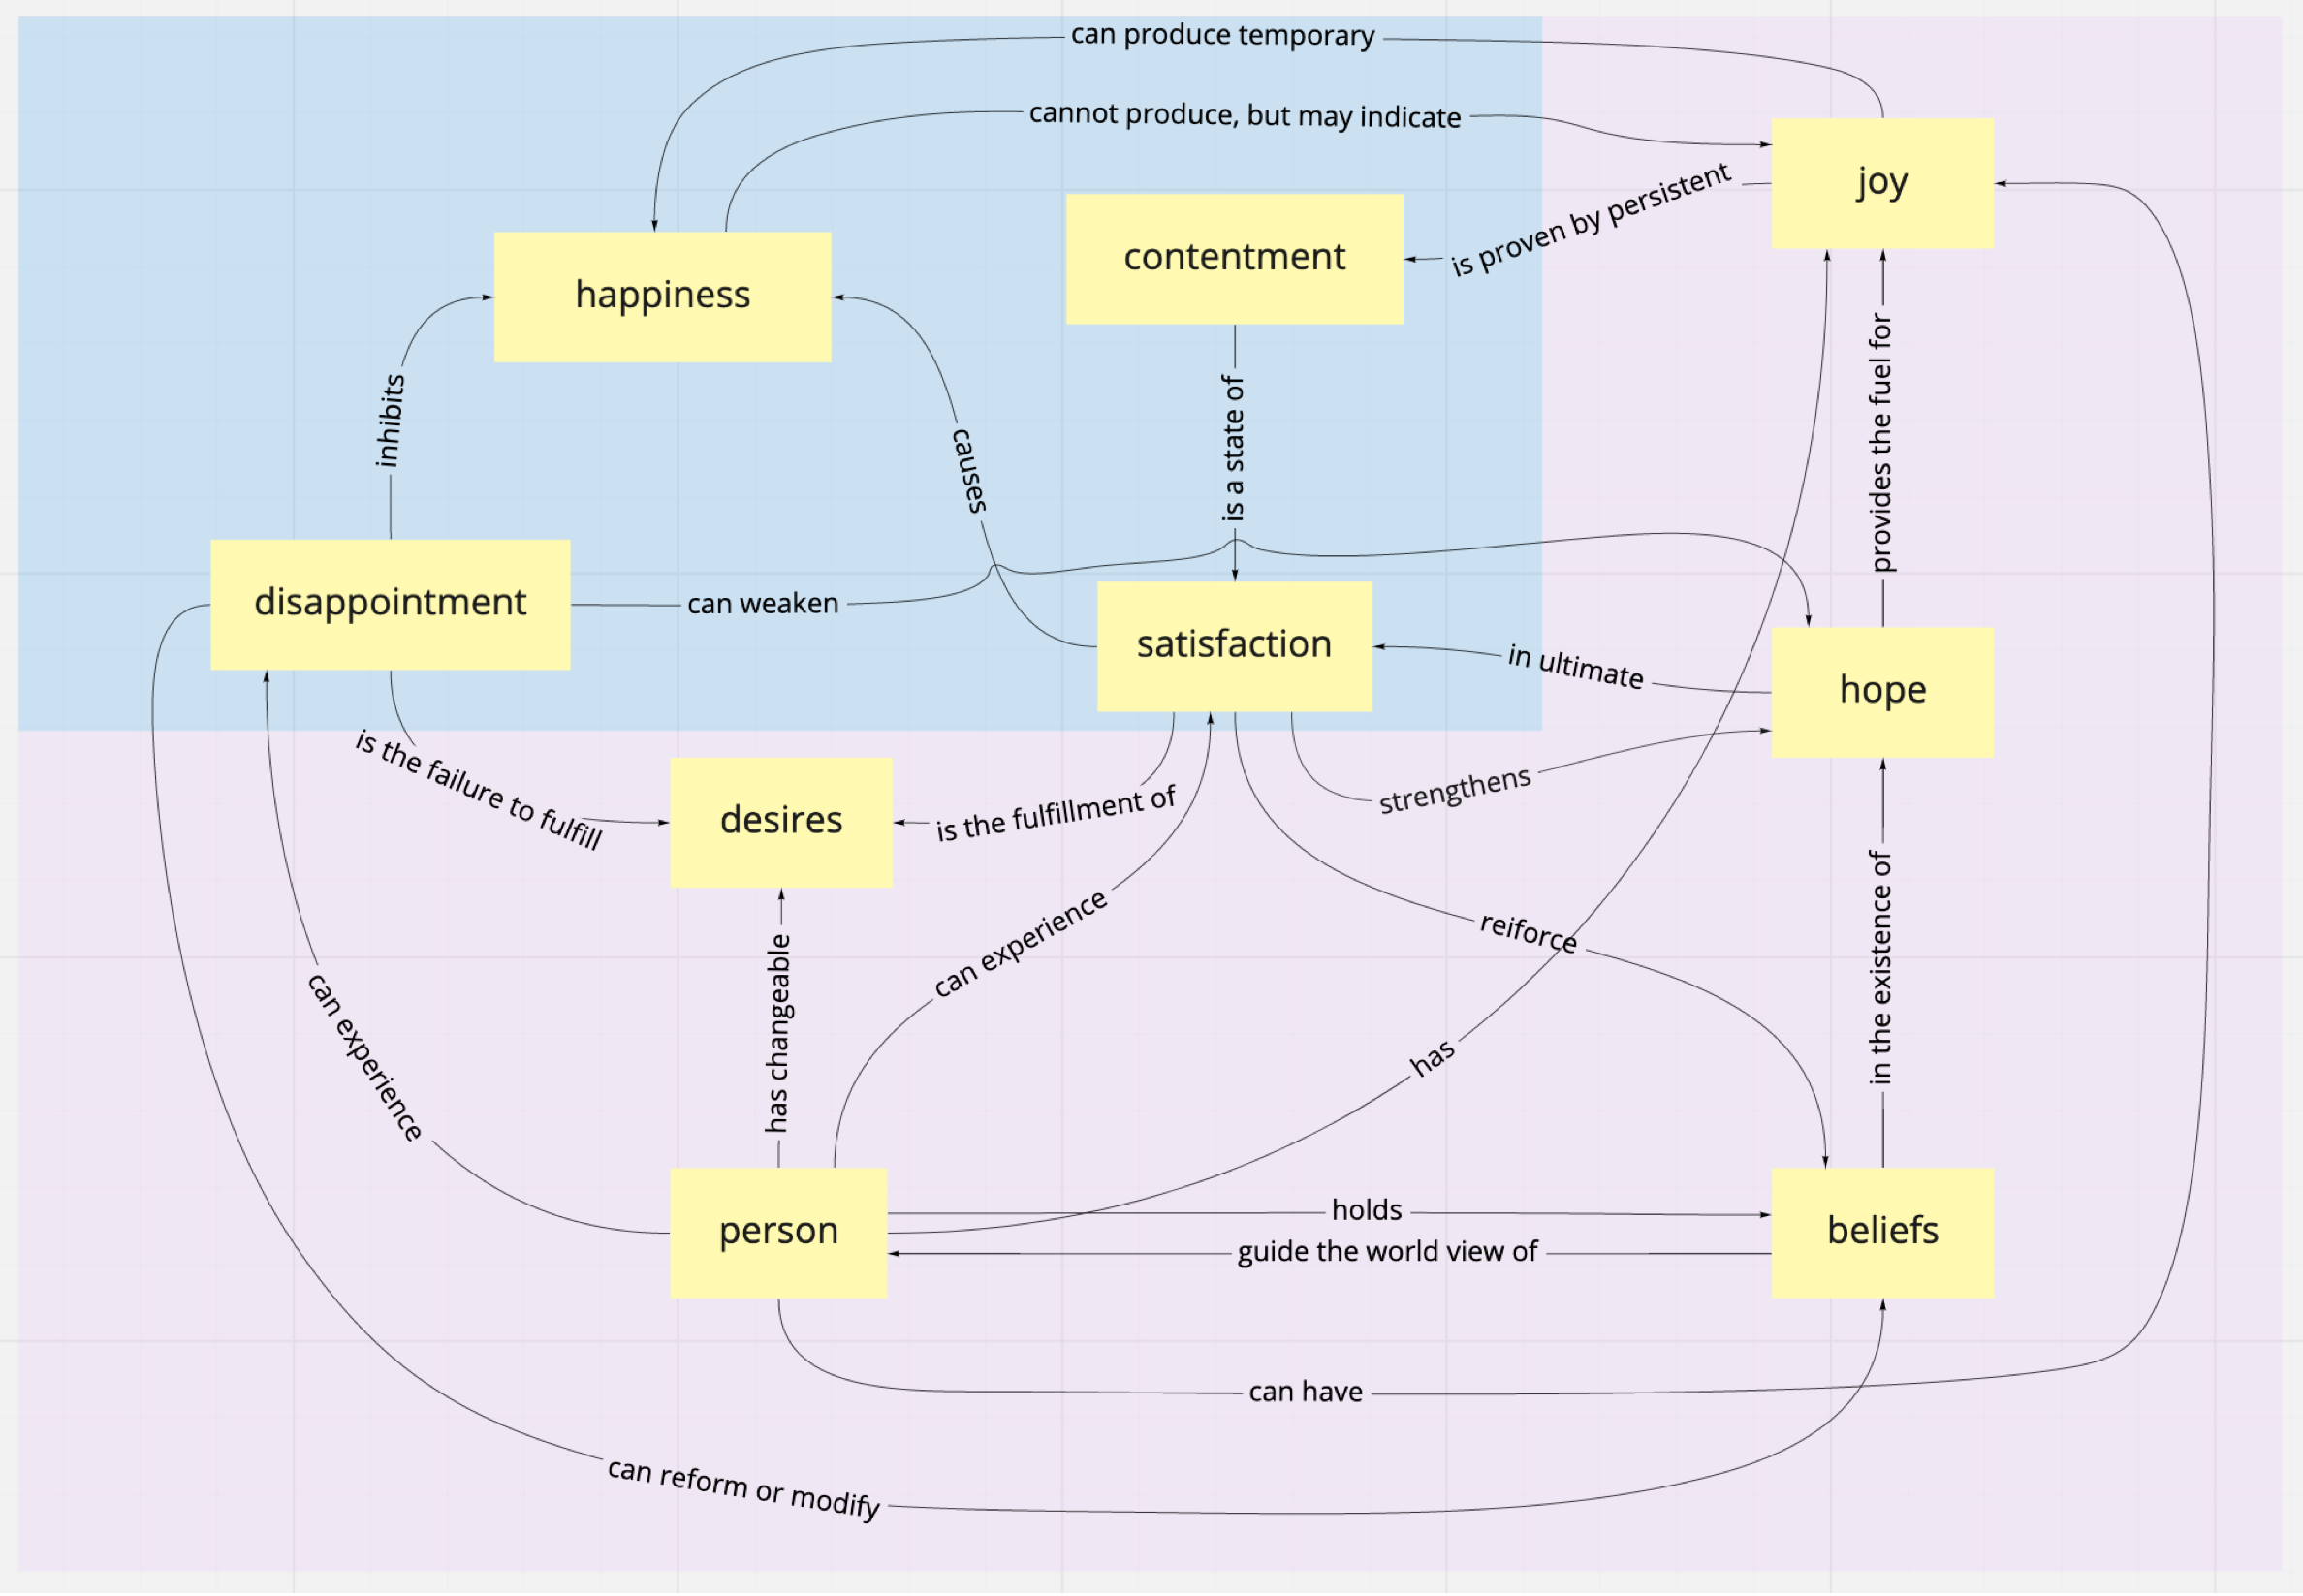 can produce temporary
cannot produce, but may indicate
joy
is proven by persistent
contentment
happiness
provides the fuel for
inhibits
causes
is a state of
disappointment
can weaken
satisfaction
in ultimate
hope
is the failure to fulfill
desires
is the fulfillment of
strengthens
can experience
reiforce
in the existence of
has changeable
can experience
has
person
holds
guide the world view of
beliefs
can have
can reform or modify